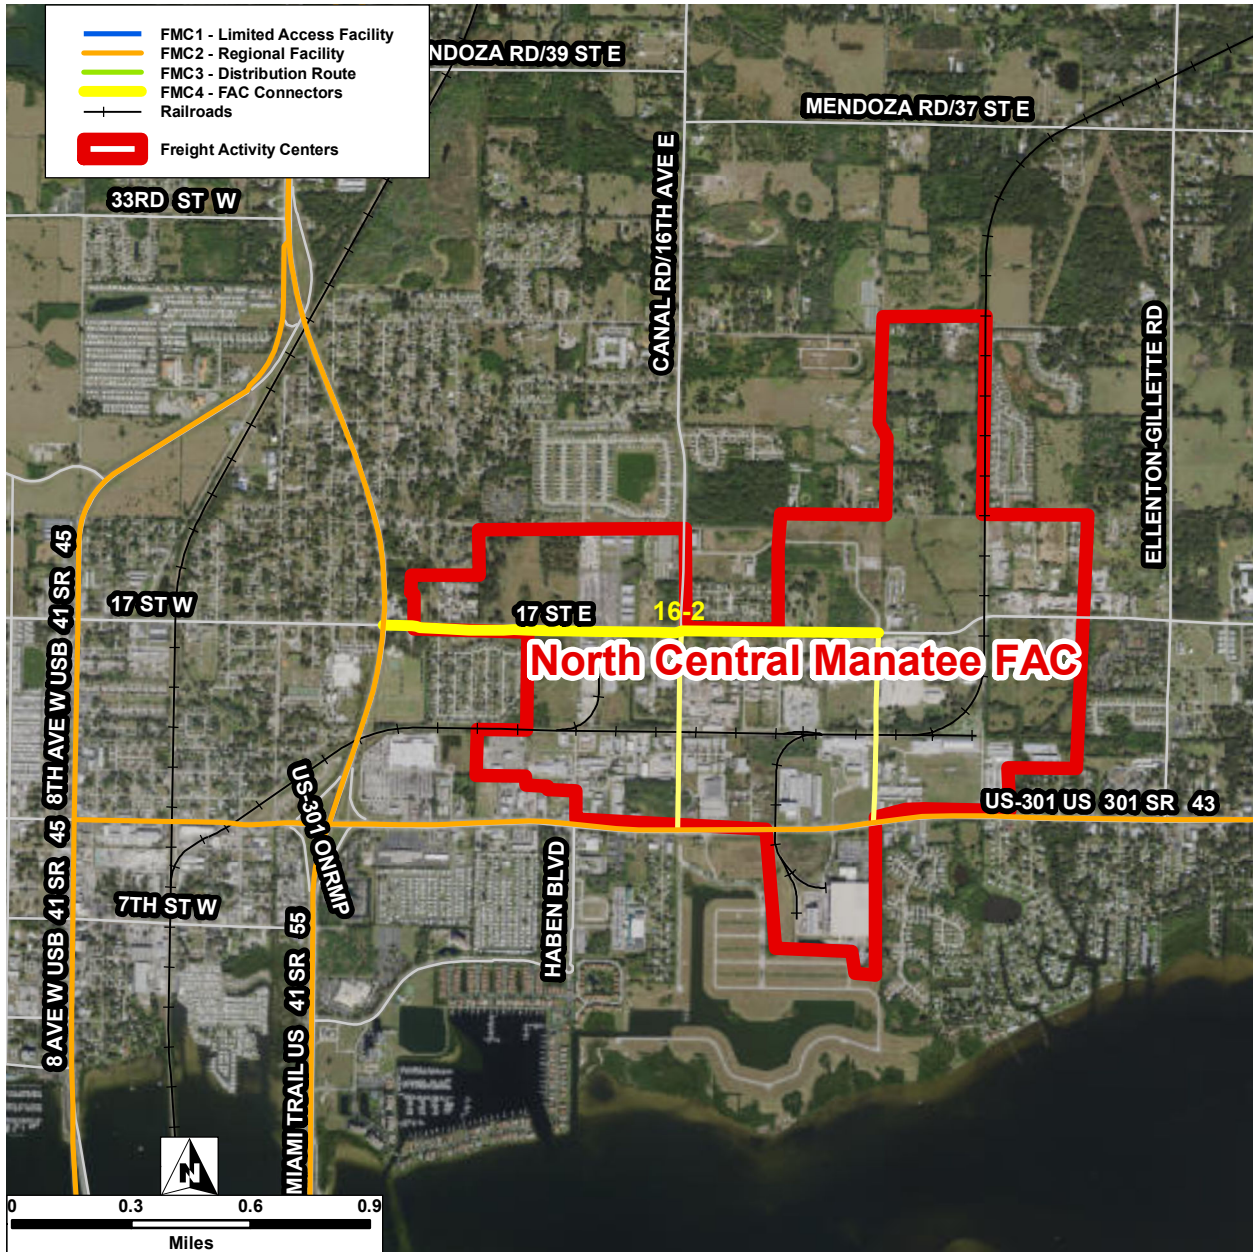 FMC1 - Limited Access Facility
FMC2 - Regional Facility
FMC3 - Distribution Route
FMC4 - FAC Connectors
Railroads
Freight Activity Centers
NDOZA RD/39 ST E
MENDOZA RD/37 ST E
33RD ST W
CANAL RD/16TH AVE E
ELLENTON-GILLETTE RD
17 ST W
17 ST E
16-2
North Central Manatee FAC
8TH AVE W USB 41 SR 45
US-301 ONRMP
US-301 US 301 SR 43
8 AVE W USB 41 SR 45
7TH ST W
HABEN BLVD
MIAMI TRAIL US 41 SR 55
N
0 0.3 0.6 0.9
Miles